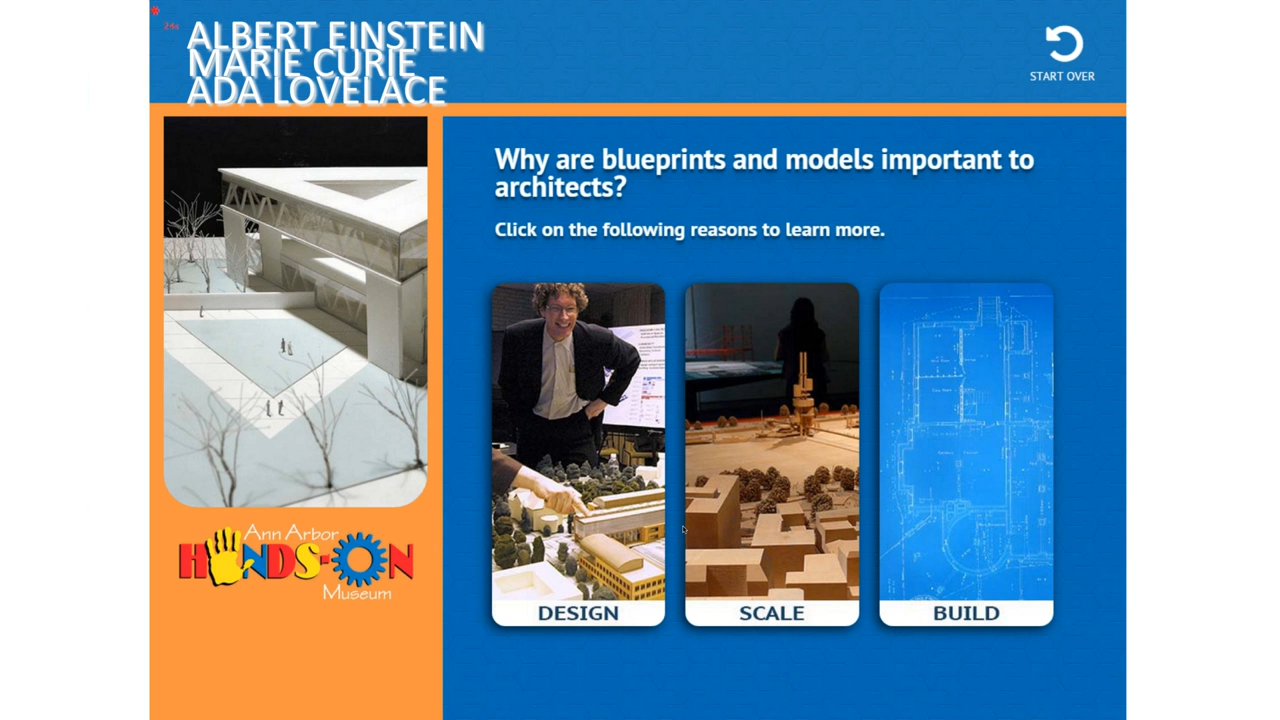 ALBERT EINSTEIN
MARIE CURIE
ADA LOVELACE
START OVER
Why are blueprints and models important to
architects?
Click on the following reasons to learn more.
Ann Arbor
HANDS-ON
Museum
DESIGN
SCALE
BUILD